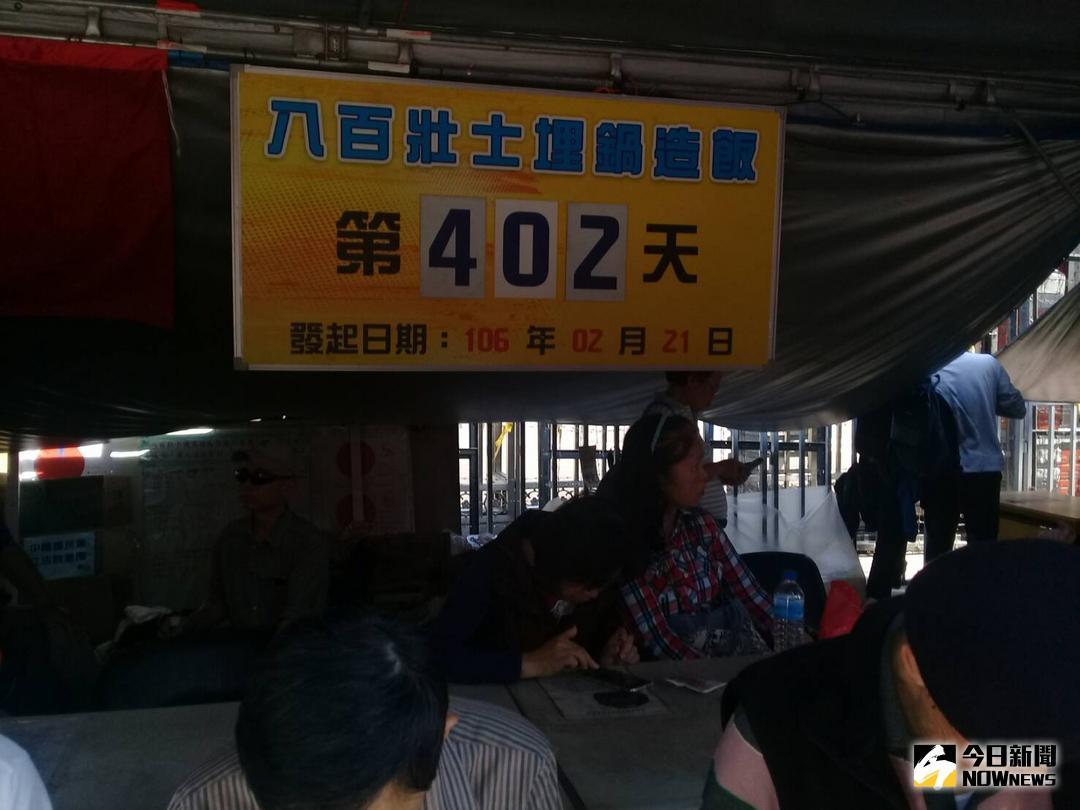 八百壯士埋鍋造飯
第402天
發起日期：106年02月21日
今日新聞
NOWNEWS